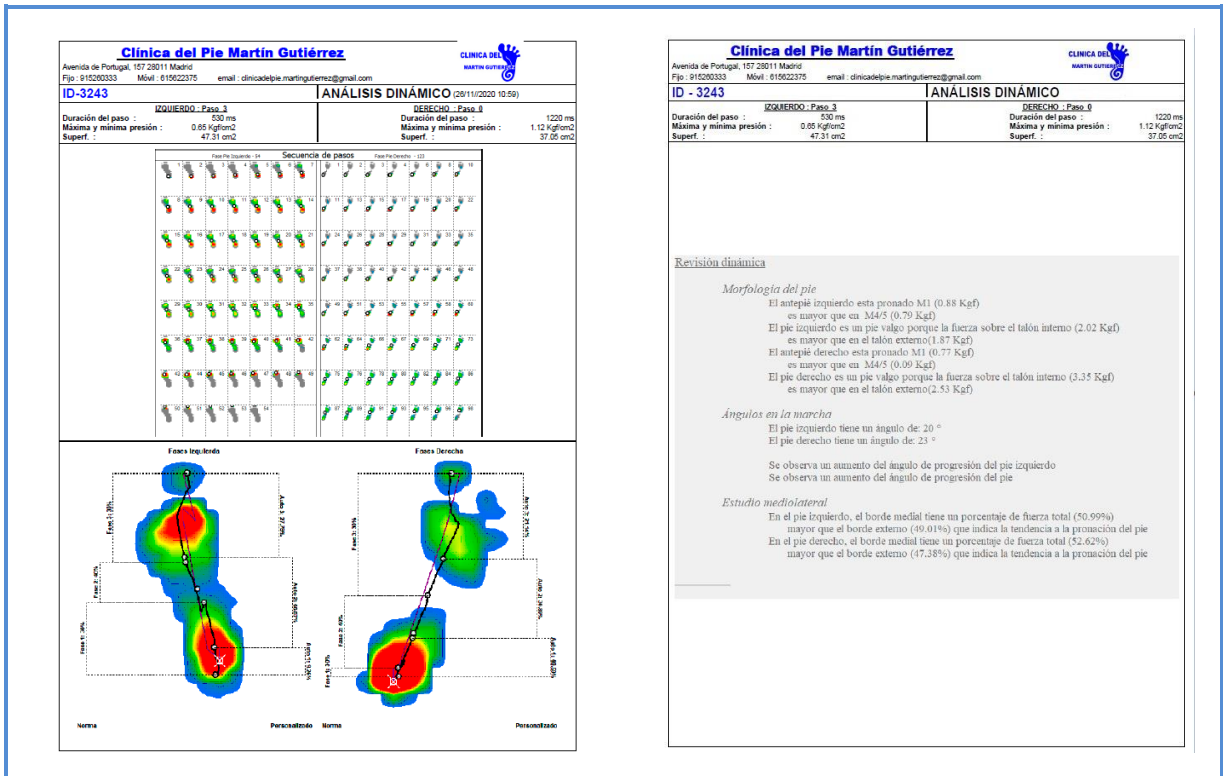 Clínica del Pie Martín Gutiérrez
CLINICA DEL
MARTIN GUTIERREZ
Avenida de Portugal, 157 28011 Madrid
Fijo : 915260333 Móvil : 615622375 email : clinicadelpie.martingutierrez@gmail.com
ID-3243 ANÁLISIS DINÁMICO (26/11//2020 10:59)
IZQUIERDO : Paso 3 DERECHO : Paso 0
Duración del paso : 530 ms Duración del paso : 1220 ms
Máxima y mínima presión : 0.65 Kgf/cm2 Máxima y mínima presión : 1.12 Kgf/cm2
Superf. : 47.31 cm2 Superf. : 37.05 cm2
Fase Pie Izquierdo - 54 Secuencia de pasos Fase Pie Derecho - 123
Fases Izquierda Fases Derecha
Norma Personalizado Norma Personalizado
Clínica del Pie Martín Gutiérrez
CLINICA DEL
MARTIN GUTIERREZ
Avenida de Portugal, 157 28011 Madrid
Fijo : 915260333 Móvil : 615622375 email : clinicadelpie.martingutierrez@gmail.com
ID - 3243 ANÁLISIS DINÁMICO
IZQUIERDO : Paso 3 DERECHO : Paso 0
Duración del paso : 530 ms Duración del paso : 1220 ms
Máxima y mínima presión : 0.65 Kgf/cm2 Máxima y mínima presión : 1.12 Kgf/cm2
Superf. : 47.31 cm2 Superf. : 37.05 cm2
Revisión dinámica
Morfología del pie
El antepié izquierdo esta pronado M1 (0.88 Kgf)
es mayor que en M4/5 (0.79 Kgf)
El pie izquierdo es un pie valgo porque la fuerza sobre el talón interno (2.02 Kgf)
es mayor que en el talón externo(1.87 Kgf)
El antepié derecho esta pronado M1 (0.77 Kgf)
es mayor que en M4/5 (0.09 Kgf)
El pie derecho es un pie valgo porque la fuerza sobre el talón interno (3.35 Kgf)
es mayor que en el talón externo(2.53 Kgf)
Ángulos en la marcha
El pie izquierdo tiene un ángulo de: 20 °
El pie derecho tiene un ángulo de: 23 °
Se observa un aumento del ángulo de progresión del pie izquierdo
Se observa un aumento del ángulo de progresión del pie
Estudio mediolateral
En el pie izquierdo, el borde medial tiene un porcentaje de fuerza total (50.99%)
mayor que el borde externo (49.01%) que indica la tendencia a la pronación del pie
En el pie derecho, el borde medial tiene un porcentaje de fuerza total (52.62%)
mayor que el borde externo (47.38%) que indica la tendencia a la pronación del pie